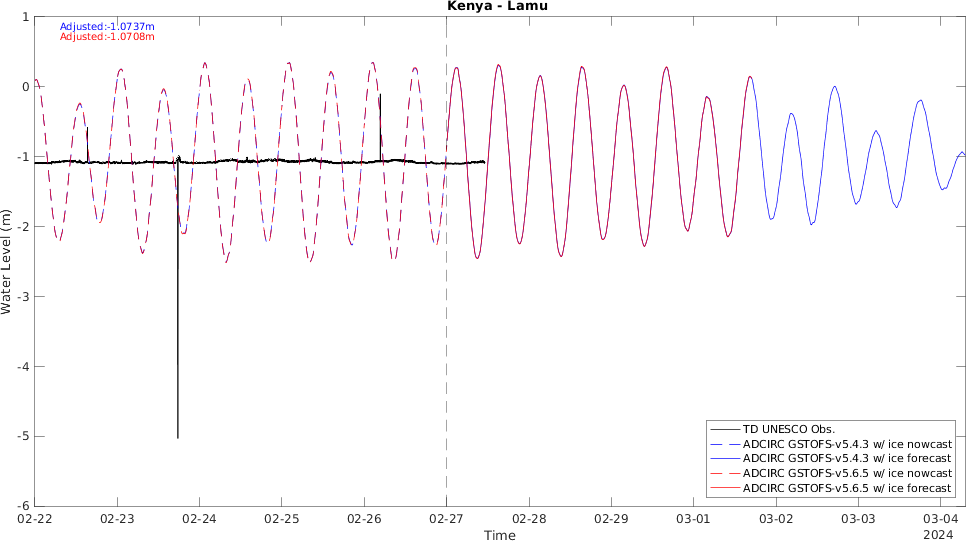 Kenya - Lamu
Adjusted:-1.0737m
Adjusted:-1.0708m
1
0
-1
-2
-3
-4
-5
-6
Water Level (m)
TD UNESCO Obs.
ADCIRC GSTOFS-v5.4.3 w/ ice nowcast
ADCIRC GSTOFS-v5.4.3 w/ ice forecast
ADCIRC GSTOFS-v5.6.5 w/ ice nowcast
ADCIRC GSTOFS-v5.6.5 w/ ice forecast
02-22 02-23 02-24 02-25 02-26 02-27 02-28 02-29 03-01 03-02 03-03 03-04
Time 2024